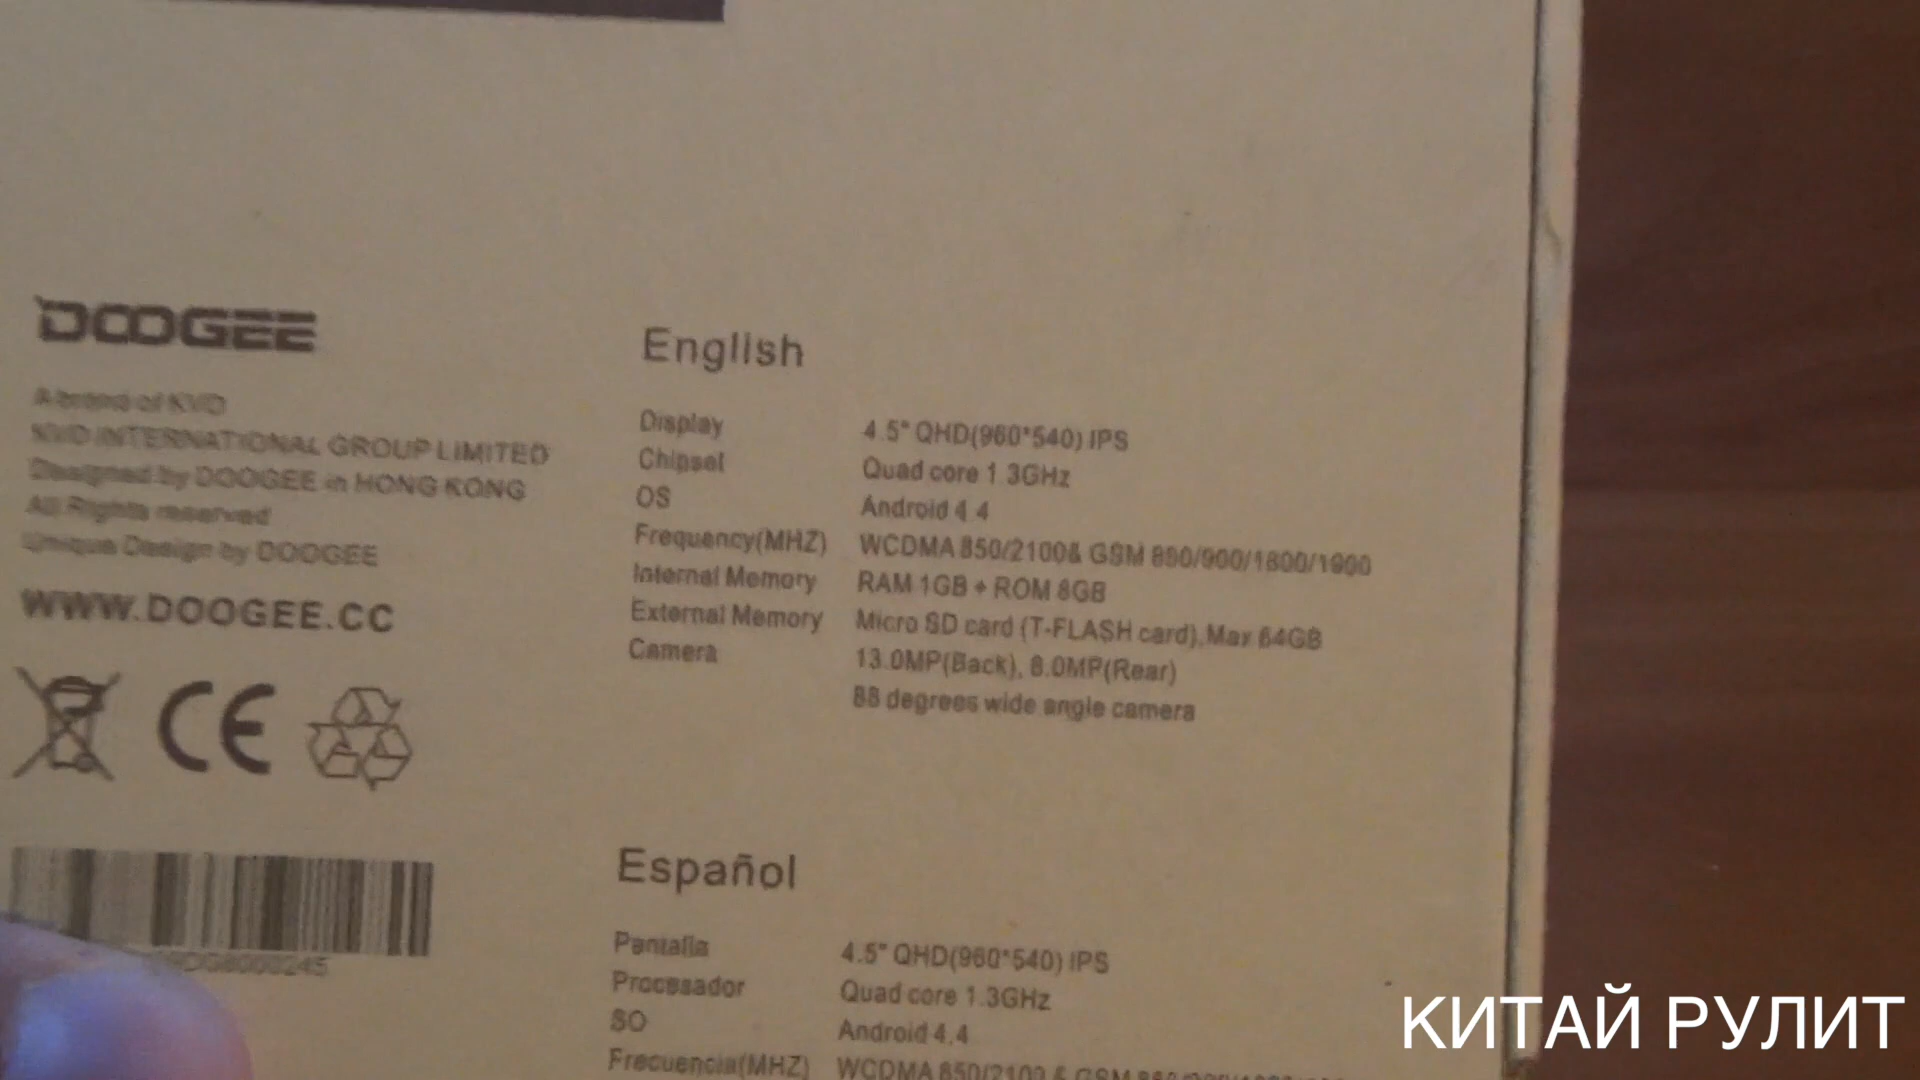 DOOGEE
A brand of KVD
KVD INTERNATIONAL GROUP LIMITED
Designed by DOOGEE in HONG KONG
All Rights reserved
Unique Design by DOOGEE
WWW.DOOGEE.CC
CE
English
Display 4.5" QHD(960*540) IPS
Chipset Quad core 1.3GHz
OS Android 4.4
Frequency(MHZ) WCDMA 850/2100& GSM 850/900/1800/1900
Internal Memory RAM 1GB + ROM 8GB
External Memory Micro SD card (T-FLASH card),Max 64GB
Camera 13.0MP(Back), 8.0MP(Rear)
88 degrees wide angle camera
Español
Pantalla 4.5" QHD(960*540) IPS
Procesador Quad core 1.3GHz
SO Android 4.4
Frecuencia(MHZ) WCDMA 850/2100 & GSM
КИТАЙ РУЛИТ